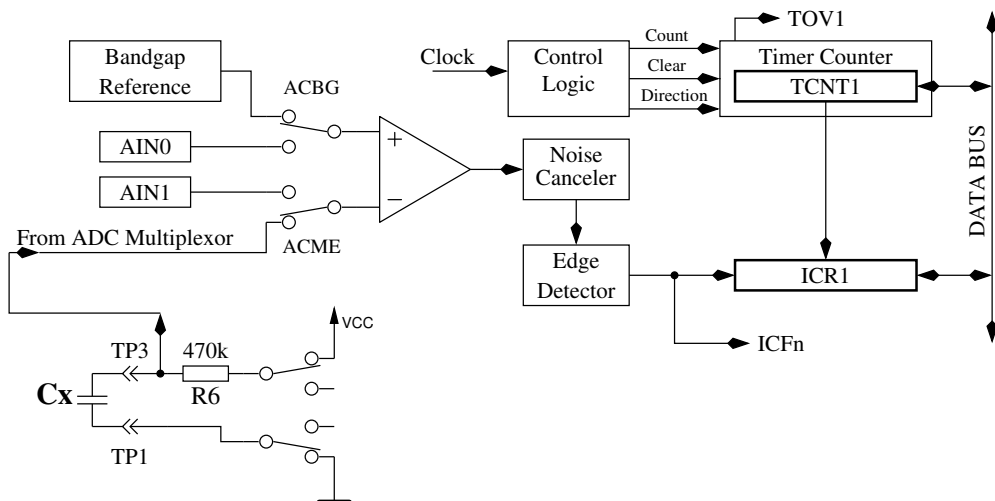 TOV1
Bandgap
Reference
ACBG
Clock
Control
Logic
Count
Clear
Direction
Timer Counter
TCNT1
AIN0
+
Noise
Canceler
AIN1
−
DATA BUS
From ADC Multiplexor
ACME
Edge
Detector
ICR1
VCC
ICFn
TP3
470k
R6
Cx
TP1